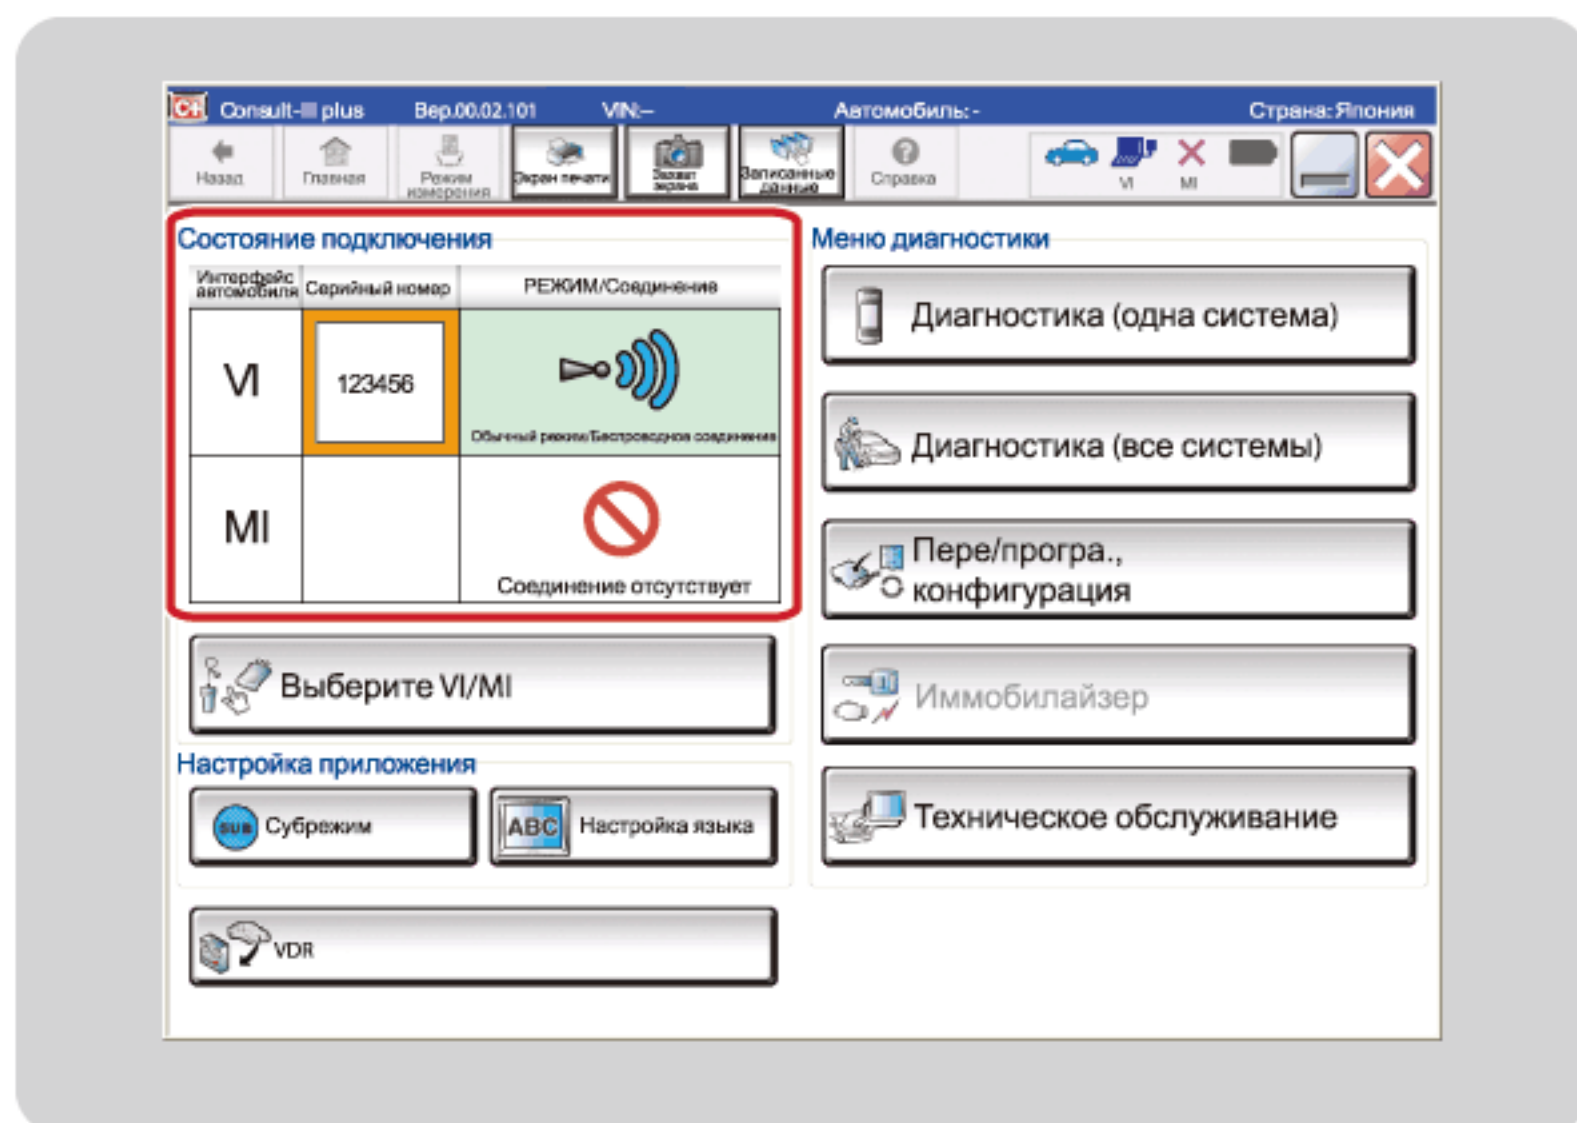 C+ Consult-III plus Вер.00.02.101 VIN:– Автомобиль:- Страна:Япония
Назад
Главная
Режим
измерения
Экран печати
Захват
экрана
Записанные
данные
Справка
VI
MI
Состояние подключения
Интерфейс
автомобиля
Серийный номер
РЕЖИМ/Соединение
VI
123456
Обычный режим/Беспроводное соединение
MI
Соединение отсутствует
Выберите VI/MI
Настройка приложения
SUB Субрежим
ABC Настройка языка
VDR
Меню диагностики
Диагностика (одна система)
Диагностика (все системы)
Пере/програ.,
конфигурация
Иммобилайзер
Техническое обслуживание